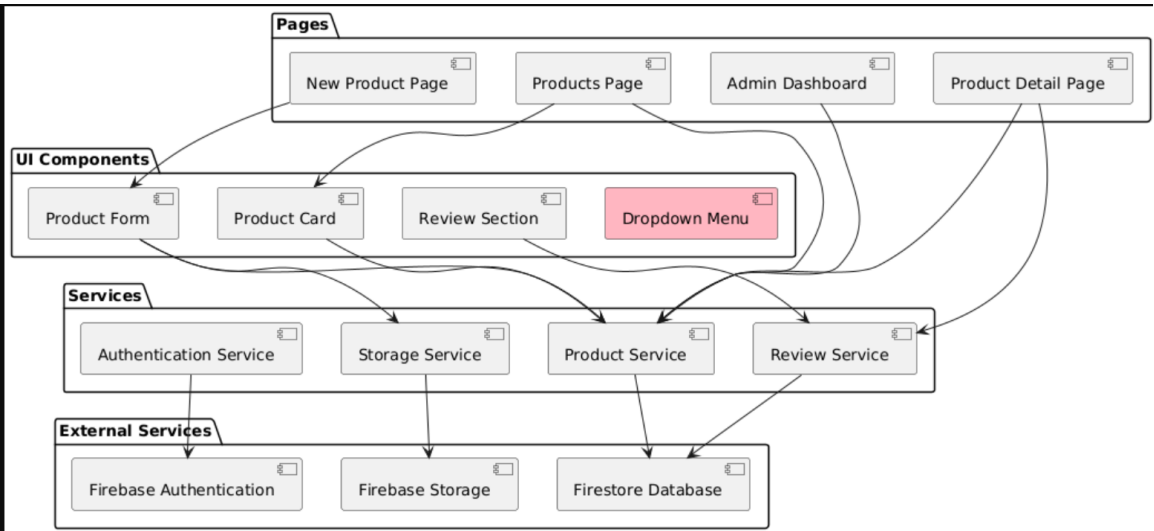 Pages
New Product Page
Products Page
Admin Dashboard
Product Detail Page
UI Components
Product Form
Product Card
Review Section
Dropdown Menu
Services
Authentication Service
Storage Service
Product Service
Review Service
External Services
Firebase Authentication
Firebase Storage
Firestore Database